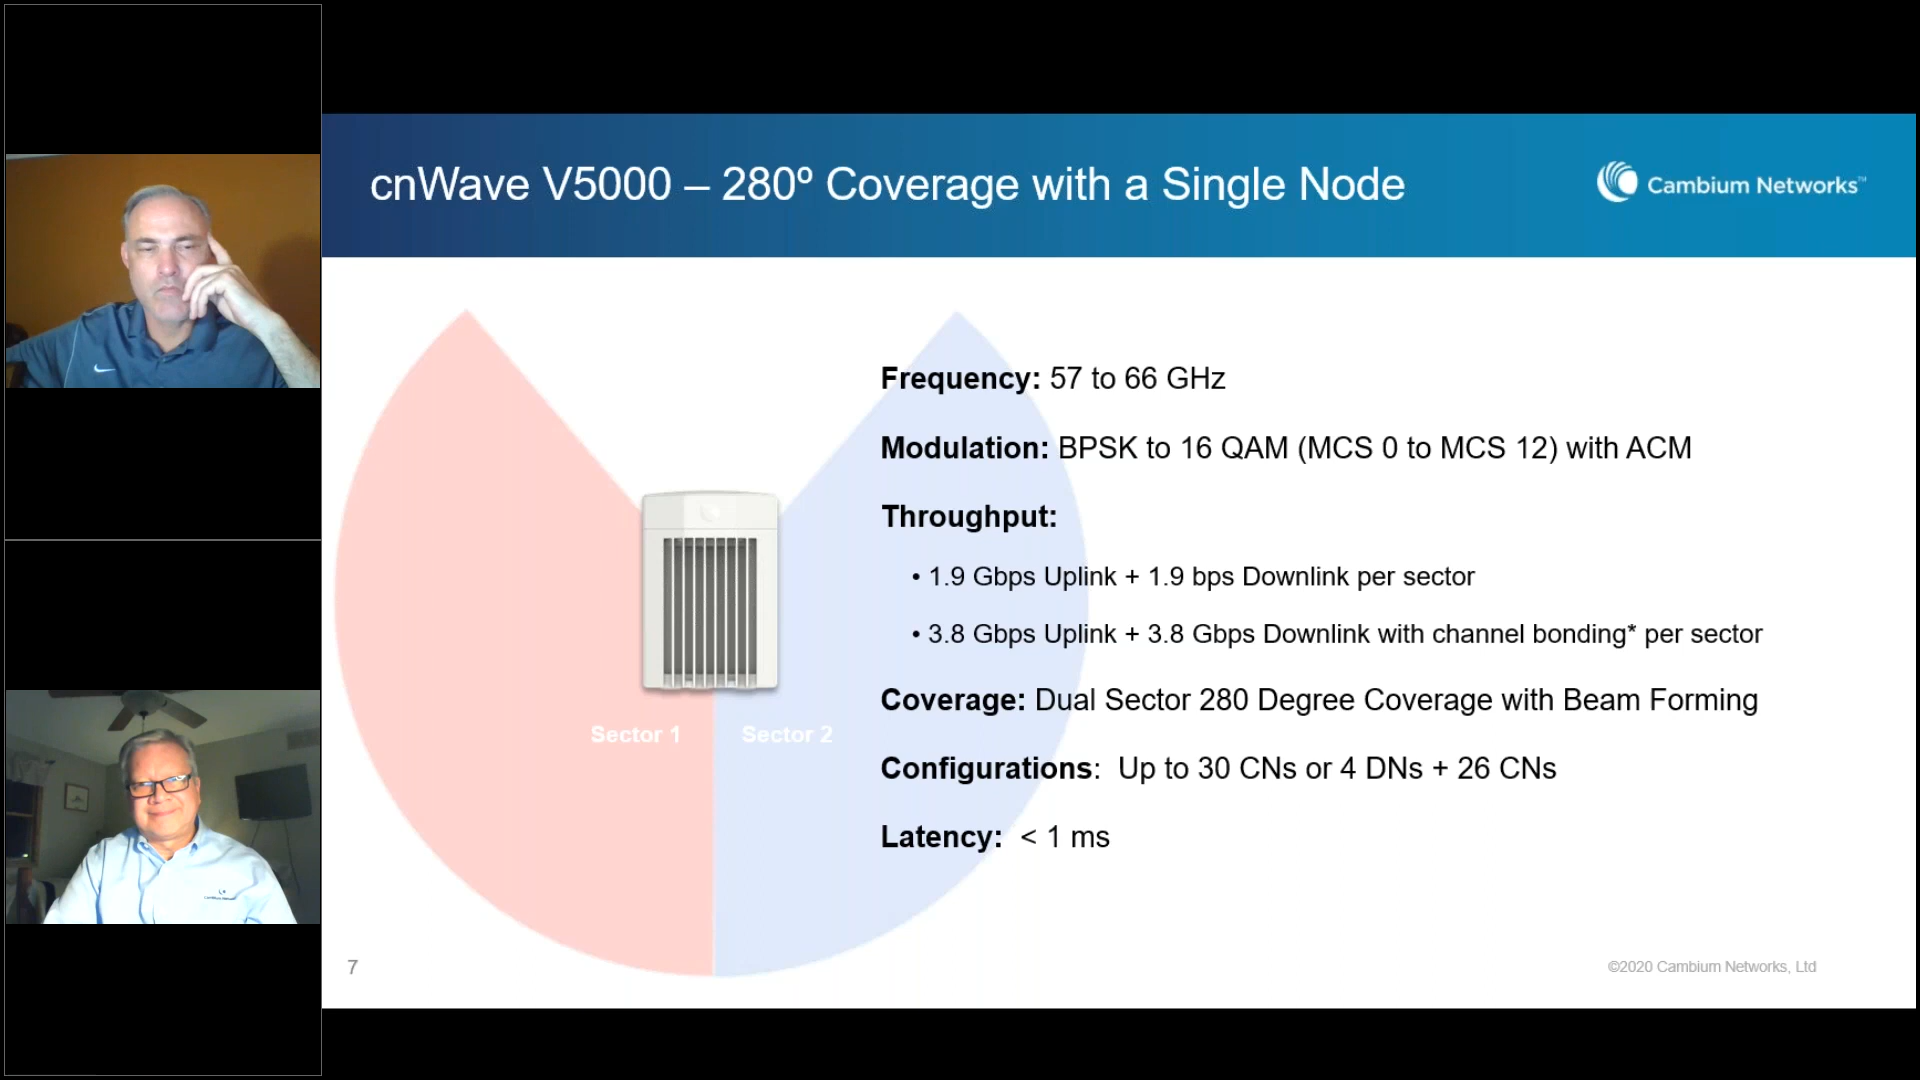 cnWave V5000 – 280º Coverage with a Single Node
Cambium Networks™
Frequency: 57 to 66 GHz
Modulation: BPSK to 16 QAM (MCS 0 to MCS 12) with ACM
Throughput:
• 1.9 Gbps Uplink + 1.9 bps Downlink per sector
• 3.8 Gbps Uplink + 3.8 Gbps Downlink with channel bonding* per sector
Coverage: Dual Sector 280 Degree Coverage with Beam Forming
Sector 1
Sector 2
Configurations:  Up to 30 CNs or 4 DNs + 26 CNs
Latency:  < 1 ms
7
©2020 Cambium Networks, Ltd